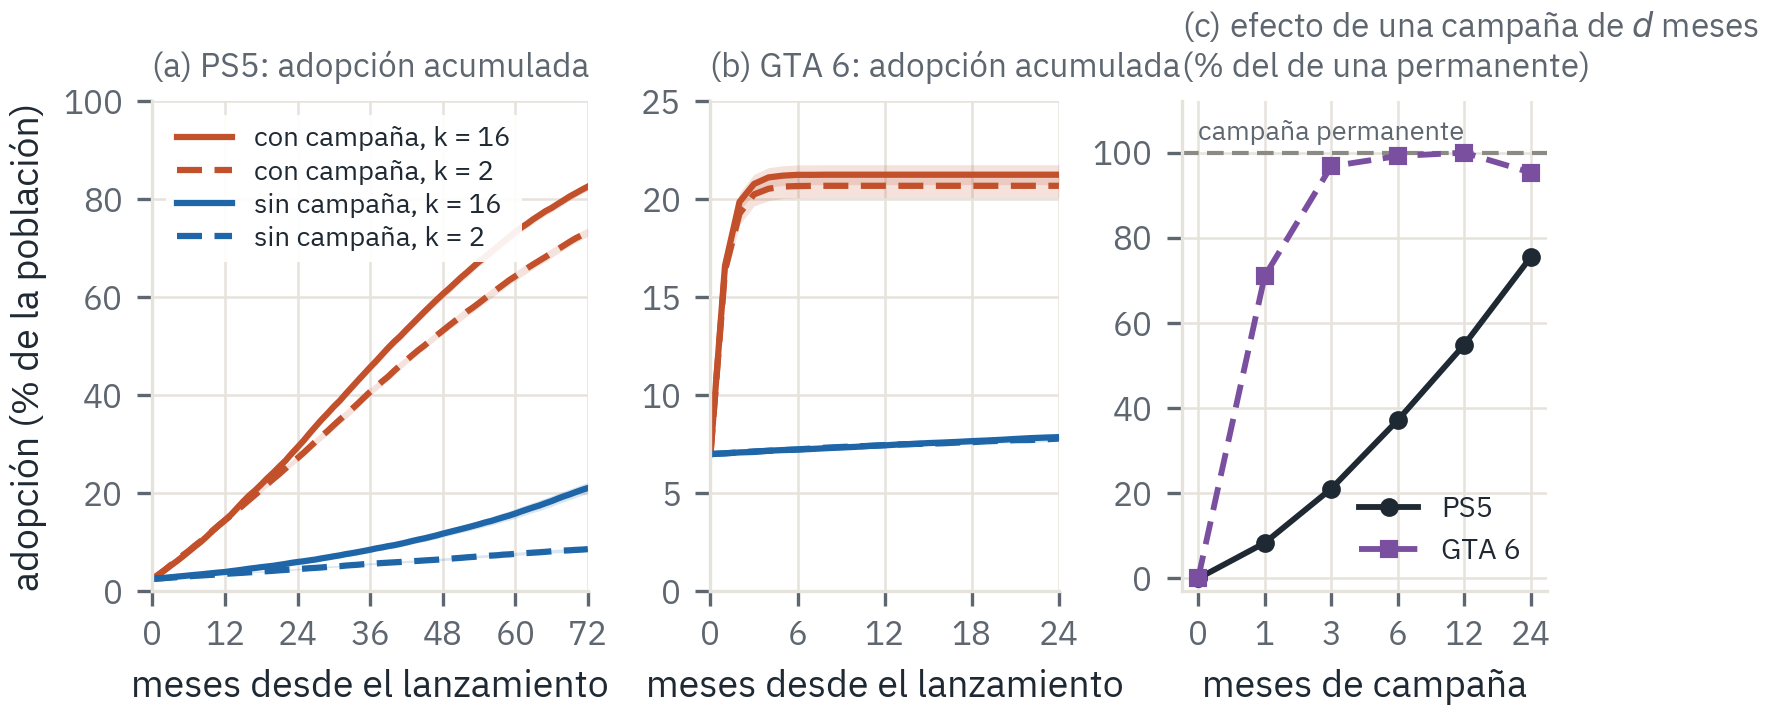 (a) PS5: adopción acumulada
(b) GTA 6: adopción acumulada
(c) efecto de una campaña de d meses
(% del de una permanente)
adopción (% de la población)
100
80
60
40
20
0
con campaña, k = 16
con campaña, k = 2
sin campaña, k = 16
sin campaña, k = 2
0 12 24 36 48 60 72
meses desde el lanzamiento
25
20
15
10
5
0
0 6 12 18 24
meses desde el lanzamiento
100
80
60
40
20
0
campaña permanente
PS5
GTA 6
0 1 3 6 12 24
meses de campaña